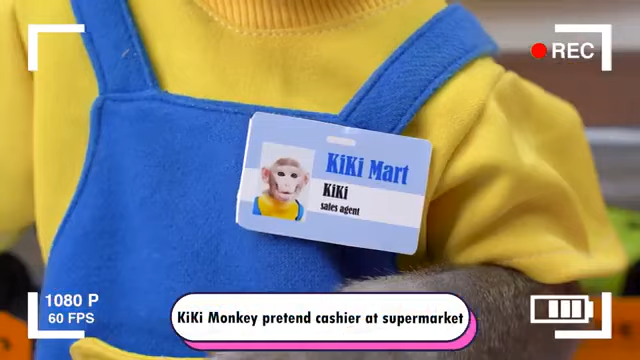 REC
KiKi Mart
KiKi
sales agent
1080 P
60 FPS
KiKi Monkey pretend cashier at supermarket